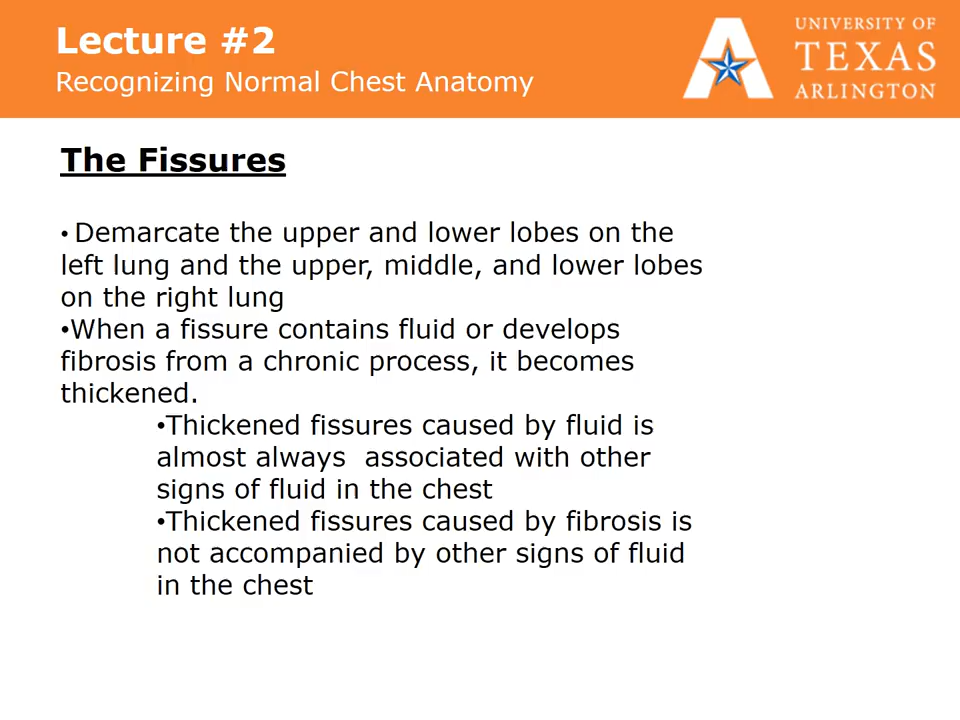 Lecture #2
Recognizing Normal Chest Anatomy
UNIVERSITY OF
TEXAS
ARLINGTON
The Fissures
• Demarcate the upper and lower lobes on the
left lung and the upper, middle, and lower lobes
on the right lung
•When a fissure contains fluid or develops
fibrosis from a chronic process, it becomes
thickened.
•Thickened fissures caused by fluid is
almost always  associated with other
signs of fluid in the chest
•Thickened fissures caused by fibrosis is
not accompanied by other signs of fluid
in the chest